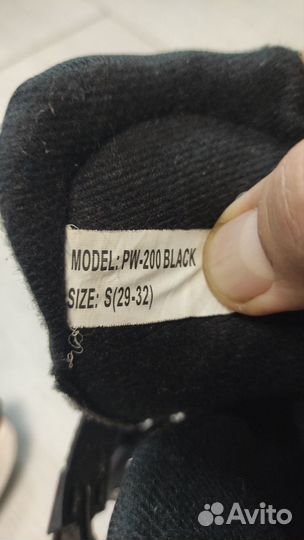 MODEL: PW-200 BLACK
SIZE: S(29-32)
Avito